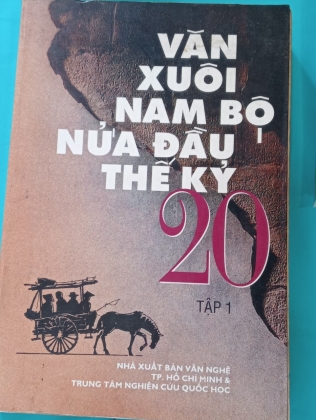 VĂN
XUÔI
NAM BỘ
NỬA ĐẦU
THẾ KỶ
20
TẬP 1
NHÀ XUẤT BẢN VĂN NGHỆ
TP. HỒ CHÍ MINH &
TRUNG TÂM NGHIÊN CỨU QUỐC HỌC